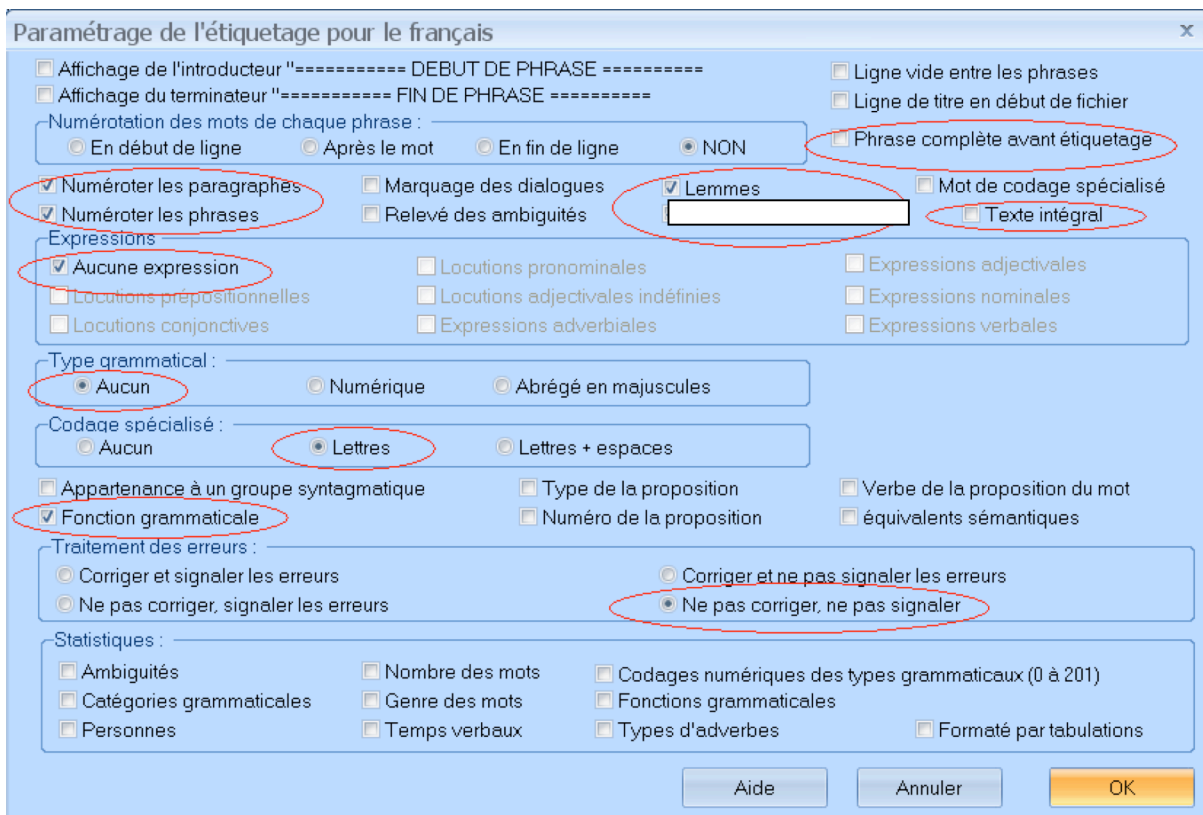 Paramétrage de l'étiquetage pour le français x
Affichage de l'introducteur "=========== DEBUT DE PHRASE ==========
Ligne vide entre les phrases
Affichage du terminateur "=========== FIN DE PHRASE ==========
Ligne de titre en début de fichier
Numérotation des mots de chaque phrase :
En début de ligne Après le mot En fin de ligne NON
Phrase complète avant étiquetage
Numéroter les paragraphes Marquage des dialogues Lemmes Mot de codage spécialisé
Numéroter les phrases Relevé des ambiguités Texte intégral
Expressions
Aucune expression Locutions pronominales Expressions adjectivales
Locutions prépositionnelles Locutions adjectivales indéfinies Expressions nominales
Locutions conjonctives Expressions adverbiales Expressions verbales
Type grammatical :
Aucun Numérique Abrégé en majuscules
Codage spécialisé :
Aucun Lettres Lettres + espaces
Appartenance à un groupe syntagmatique Type de la proposition Verbe de la proposition du mot
Fonction grammaticale Numéro de la proposition équivalents sémantiques
Traitement des erreurs :
Corriger et signaler les erreurs Corriger et ne pas signaler les erreurs
Ne pas corriger, signaler les erreurs Ne pas corriger, ne pas signaler
Statistiques :
Ambiguités Nombre des mots Codages numériques des types grammaticaux (0 à 201)
Catégories grammaticales Genre des mots Fonctions grammaticales
Personnes Temps verbaux Types d'adverbes Formaté par tabulations
Aide Annuler OK